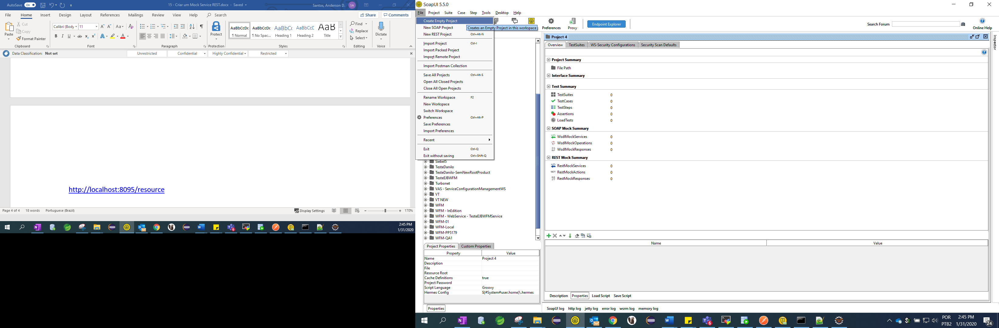 AutoSave On
15 - Criar um Mock Service REST.docx - Saved
Santos, Anderson D. SA
File Home Insert Design Layout References Mailings Review View Help Search
Share Comments
Paste
Cut
Copy
Format Painter
Clipboard
Calibri (Body 11
Font
Paragraph
AaBbCcDc AaBbCcDc AaBbCc AaBbCcE AaB
¶ Normal ¶ No Spac... Heading 1 Heading 2 Title
Styles
Protect
Protection
Find
Replace
Select
Editing
Dictate
Voice
Data Classification: Not set
Unrestricted Confidential Highly Confidential Restricted
http://localhost:8095/resource
Page 4 of 4 18 words Portuguese (Brazil)
Display Settings 170%
2:45 PM
1/31/2020
SoapUI 5.5.0
File Project Suite Case Step Tools Desktop Help
Preferences Proxy
Endpoint Explorer
Search Forum
Online Help
Create Empty Project
Creates an Empty Project in this workspace
New SOAP Project
New REST Project Ctrl+Alt-N
Import Project Ctrl-I
Import Packed Project
Import Remote Project
Import Postman Collection
Save All Projects Ctrl+Alt-S
Open All Closed Projects
Close All Open Projects
Rename Workspace F2
New Workspace
Switch Workspace
Preferences Ctrl+Alt-P
Save Preferences
Import Preferences
Recent
Exit Ctrl-Q
Exit without saving Ctrl+Shift-Q
Siebel5
TesteDanilo
TesteDanilo-SemNewRootProduct
TesteEJBWFM
Turbonet
VAS - ServiceConfigurationManagementWS
VT
VT NEW
WFM
WFM - InEdition
WFM - WebService - TesteEJBWFMService
WFM-01
WFM-Local
WFM-PP5179
WFM-QA1
Project Properties Custom Properties
Property Value
Name Project 4
Description
File
Resource Root
Cache Definitions true
Project Password
Script Language Groovy
Hermes Config ${#System#user.home}\.hermes
Properties
Project 4
Overview TestSuites WS-Security Configurations Security Scan Defaults
Project Summary
File Path
Interface Summary
Test Summary
TestSuites 0
TestCases 0
TestSteps 0
Assertions 0
LoadTests 0
SOAP Mock Summary
WsdlMockServices 0
WsdlMockOperations 0
WsdlMockResponses 0
REST Mock Summary
RestMockServices 0
RestMockActions 0
RestMockResponses 0
Name Value
Description Properties Load Script Save Script
SoapUI log http log jetty log error log wsrm log memory log
Inspector
POR
PTB2
2:45 PM
1/31/2020
24